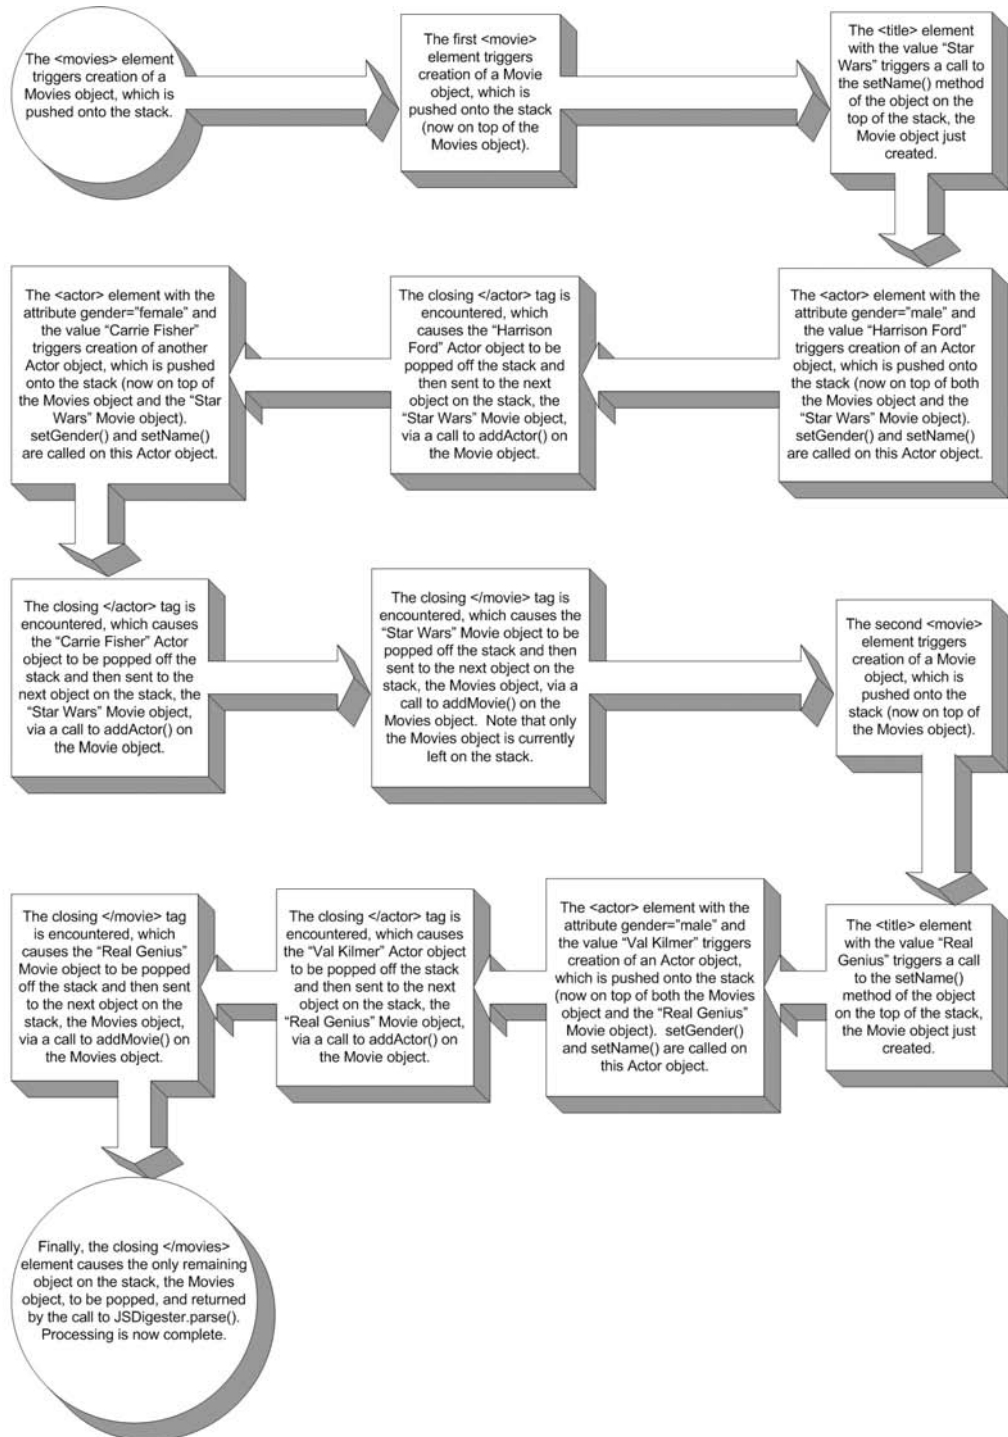 The <movies> element
triggers creation of a
Movies object, which is
pushed onto the stack.
The first <movie>
element triggers
creation of a Movie
object, which is
pushed onto the stack
(now on top of the
Movies object).
The <title> element
with the value “Star
Wars” triggers a call to
the setName() method
of the object on the
top of the stack, the
Movie object just
created.
The <actor> element with the
attribute gender=”male” and
the value “Harrison Ford”
triggers creation of an Actor
object, which is pushed onto
the stack (now on top of both
the Movies object and the
the “Star Wars” Movie object).
setGender() and setName()
are called on this Actor object.
The closing </actor> tag is
encountered, which
causes the “Harrison
Ford” Actor object to be
popped off the stack and
then sent to the next
object on the stack, the
“Star Wars” Movie object,
via a call to addActor() on
the Movie object.
The <actor> element with the
attribute gender=”female” and
the value “Carrie Fisher”
triggers creation of another
Actor object, which is pushed
onto the stack (now on top of
the Movies object and the “Star
Wars” Movie object).
setGender() and setName()
are called on this Actor object.
The closing </actor> tag is
encountered, which causes
the “Carrie Fisher” Actor
object to be popped off the
stack and then sent to the
next object on the stack, the
“Star Wars” Movie object,
via a call to addActor() on
the Movie object.
The closing </movie> tag is
encountered, which causes the
“Star Wars” Movie object to be
popped off the stack and then
sent to the next object on the
stack, the Movies object, via a
call to addMovie() on the
Movies object.  Note that only
the Movies object is currently
left on the stack.
The second <movie>
element triggers
creation of a Movie
object, which is
pushed onto the
stack (now on top of
the Movies object).
The <title> element
with the value “Real
Genius” triggers a call
to the setName()
method of the object
on the top of the stack,
the Movie object just
created.
The <actor> element with the
attribute gender=”male” and
the value “Val Kilmer” triggers
creation of an Actor object,
which is pushed onto the stack
(now on top of both the Movies
object and the “Real Genius”
Movie object).  setGender()
and setName() are called on
this Actor object.
The closing </actor> tag is
encountered, which causes
the “Val Kilmer” Actor object
to be popped off the stack
and then sent to the next
object on the stack, the
“Real Genius” Movie object,
via a call to addActor() on
the Movie object.
The closing </movie> tag
is encountered, which
causes the “Real Genius”
Movie object to be popped
off the stack and then sent
to the next object on the
stack, the Movies object,
via a call to addMovie() on
the Movies object.
Finally, the closing </movies>
element causes the only remaining
object on the stack, the Movies
object, to be popped, and returned
by the call to JSDigester.parse().
Processing is now complete.